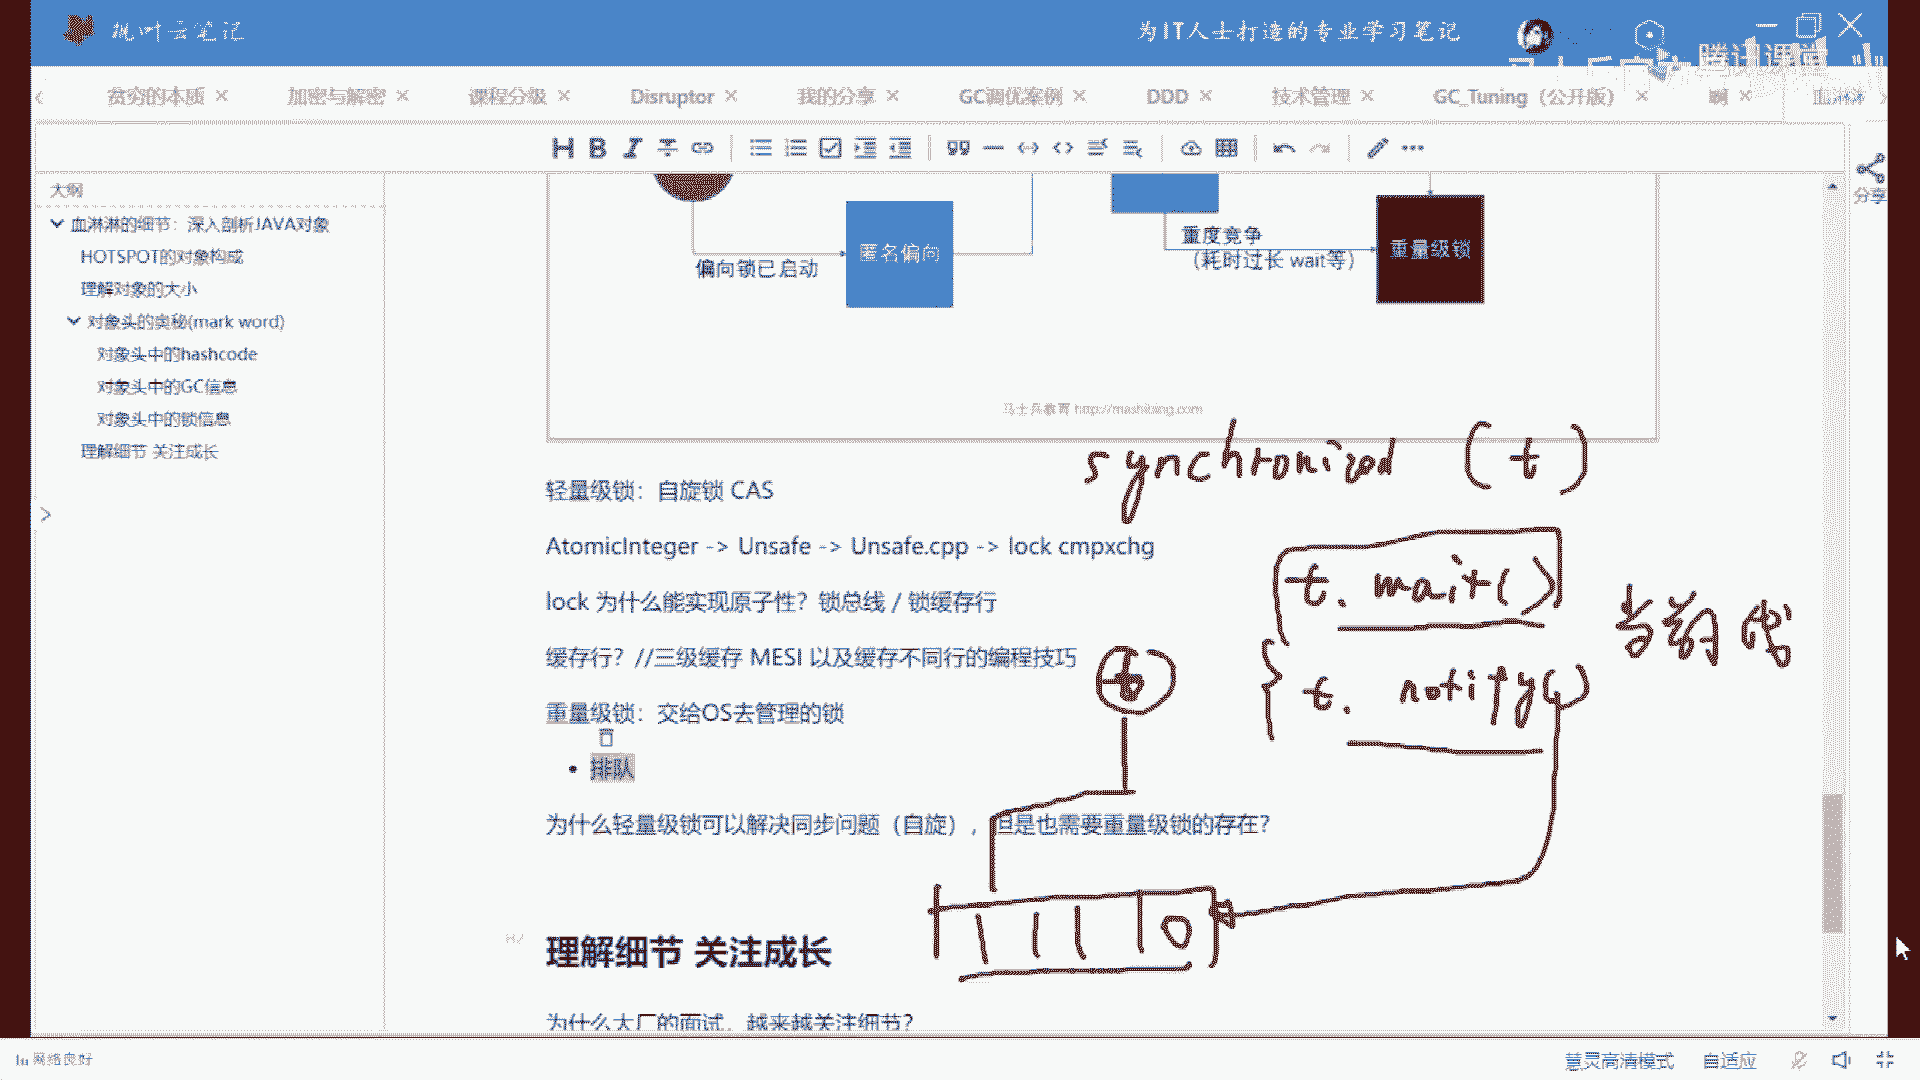 枫叶云笔记
为IT人士打造的专业学习笔记
腾讯课堂
贫穷的本质
加密与解密
课程分级
Disruptor
我的分享
GC调优案例
DDD
技术管理
GC_Tuning（公开版）
啊
血淋淋
分享
大纲
血淋淋的细节：深入剖析JAVA对象
HOTSPOT的对象构成
理解对象的大小
对象头的奥秘(mark word)
对象头中的hashcode
对象头中的GC信息
对象头中的锁信息
理解细节 关注成长
偏向锁已启动
匿名偏向
重度竞争
（耗时过长 wait等）
重量级锁
马士兵教育 http://mashibing.com
synchronized (t)
轻量级锁：自旋锁 CAS
AtomicInteger -> Unsafe -> Unsafe.cpp -> lock cmpxchg
t. wait()
lock 为什么能实现原子性？锁总线 / 锁缓存行
当前
缓存行？//三级缓存 MESI 以及缓存不同行的编程技巧
t. notify()
重量级锁：交给OS去管理的锁
排队
为什么轻量级锁可以解决同步问题（自旋），但是也需要重量级锁的存在？
H2
理解细节 关注成长
为什么大厂的面试，越来越关注细节？
网络良好
慧灵高清模式
自适应